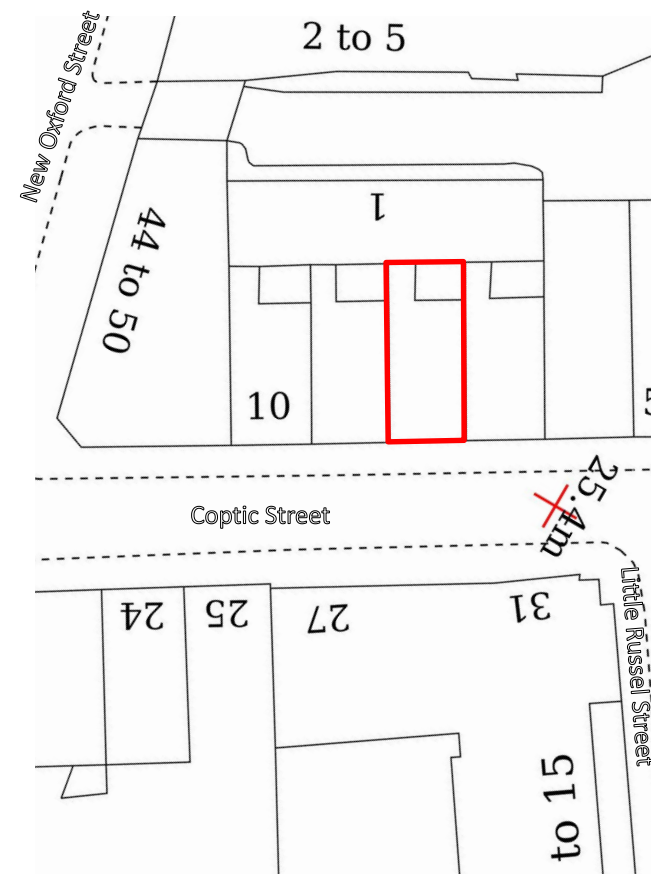 2 to 5
New Oxford Street
1
44 to 50
10
25.4m
Coptic Street
24
25
27
31
Little Russel Street
to 15